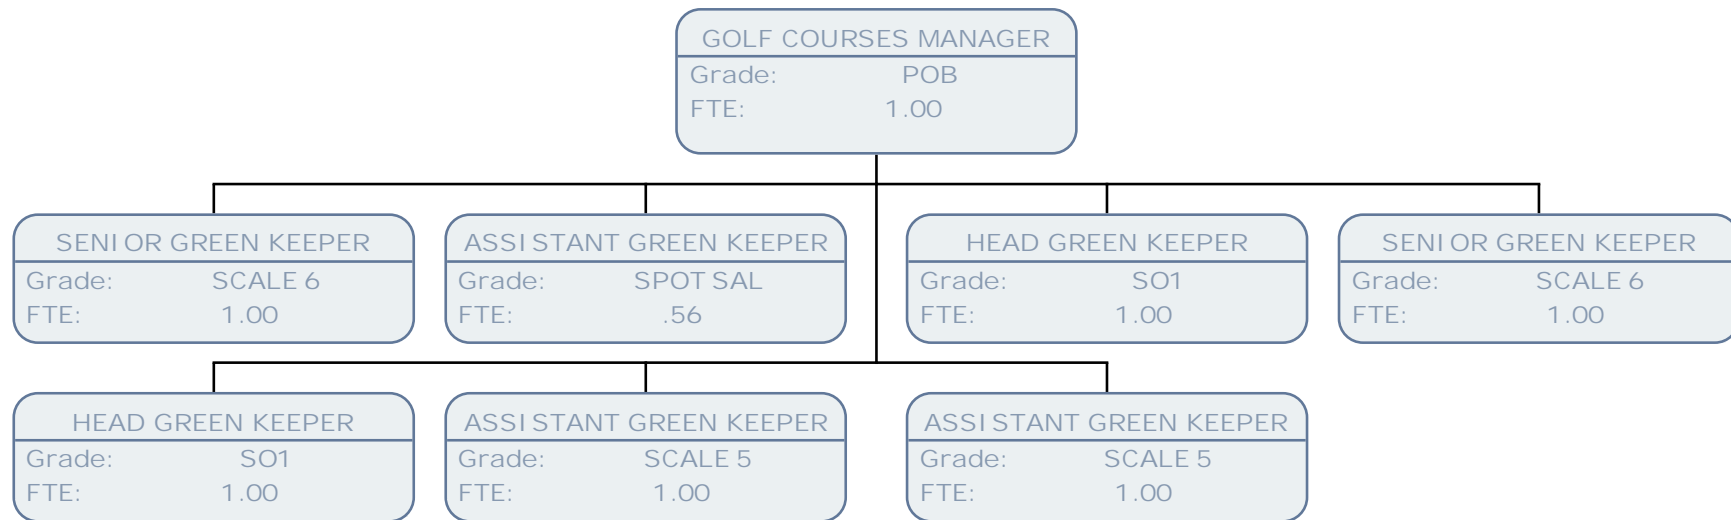 GOLF COURSES MANAGER
Grade: POB
FTE: 1.00
SENIOR GREEN KEEPER
Grade: SCALE 6
FTE: 1.00
ASSISTANT GREEN KEEPER
Grade: SPOT SAL
FTE: .56
HEAD GREEN KEEPER
Grade: SO1
FTE: 1.00
SENIOR GREEN KEEPER
Grade: SCALE 6
FTE: 1.00
HEAD GREEN KEEPER
Grade: SO1
FTE: 1.00
ASSISTANT GREEN KEEPER
Grade: SCALE 5
FTE: 1.00
ASSISTANT GREEN KEEPER
Grade: SCALE 5
FTE: 1.00